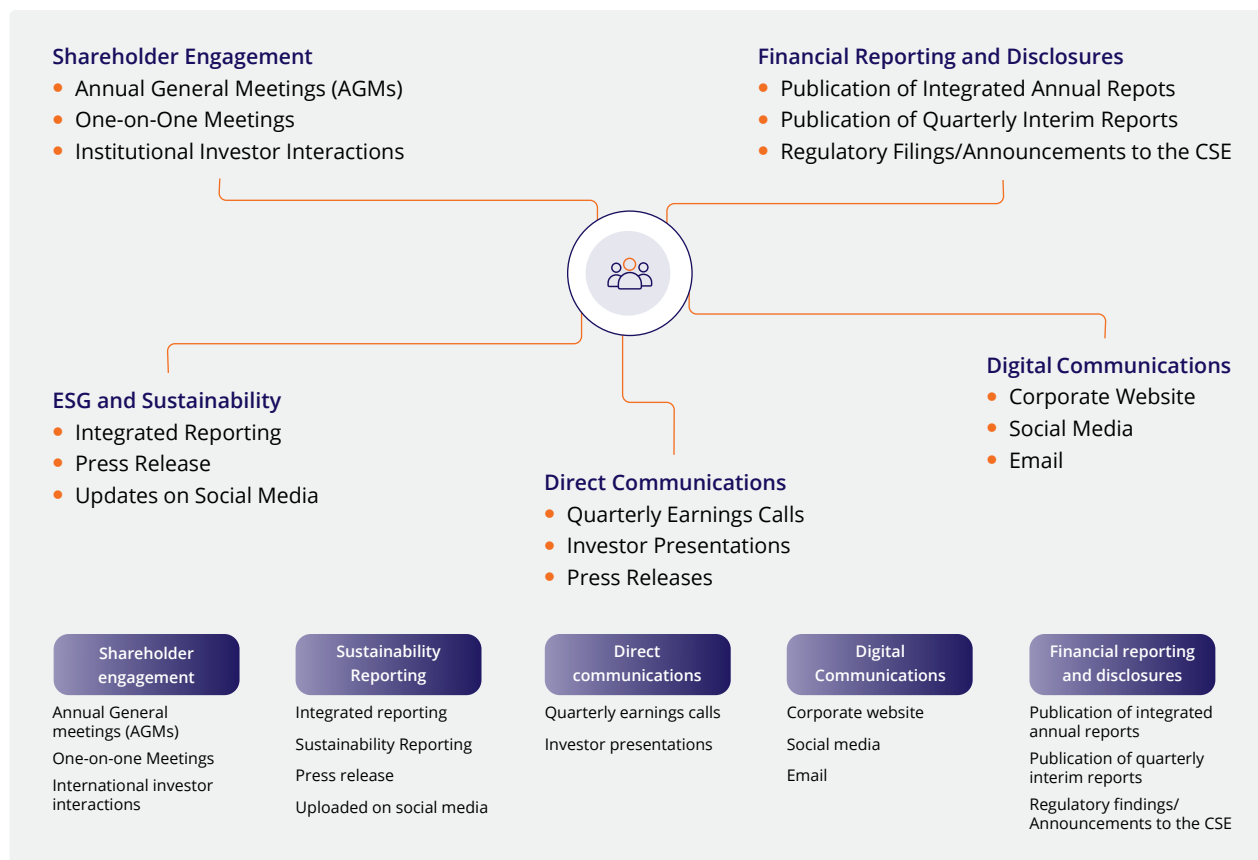 Shareholder Engagement
Annual General Meetings (AGMs)
One-on-One Meetings
Institutional Investor Interactions
Financial Reporting and Disclosures
Publication of Integrated Annual Repots
Publication of Quarterly Interim Reports
Regulatory Filings/Announcements to the CSE
ESG and Sustainability
Integrated Reporting
Press Release
Updates on Social Media
Direct Communications
Quarterly Earnings Calls
Investor Presentations
Press Releases
Digital Communications
Corporate Website
Social Media
Email
Shareholder
engagement
Annual General
meetings (AGMs)
One-on-one Meetings
International investor
interactions
Sustainability
Reporting
Integrated reporting
Sustainability Reporting
Press release
Uploaded on social media
Direct
communications
Quarterly earnings calls
Investor presentations
Digital
Communications
Corporate website
Social media
Email
Financial reporting
and disclosures
Publication of integrated
annual reports
Publication of quarterly
interim reports
Regulatory findings/
Announcements to the CSE